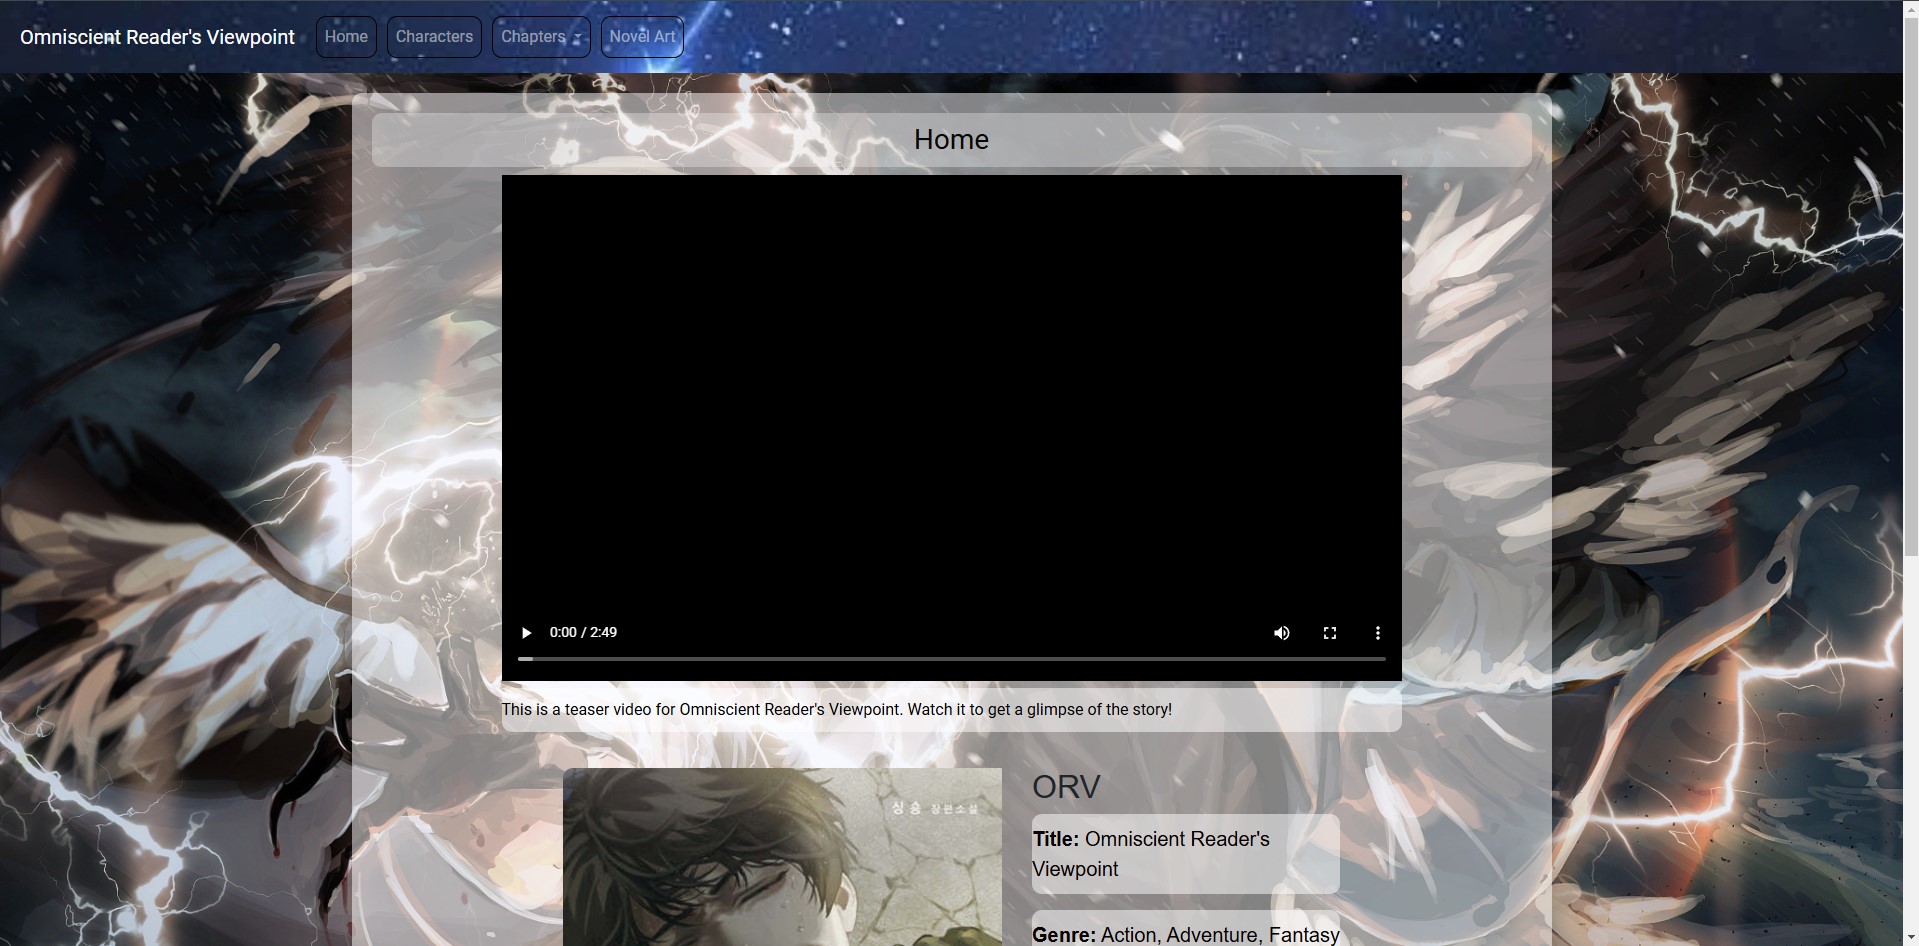 Omniscient Reader's Viewpoint Home Characters Chapters Novel Art
Home
0:00 / 2:49
This is a teaser video for Omniscient Reader's Viewpoint. Watch it to get a glimpse of the story!
싱숑 장편소설
ORV
Title: Omniscient Reader's
Viewpoint
Genre: Action, Adventure, Fantasy